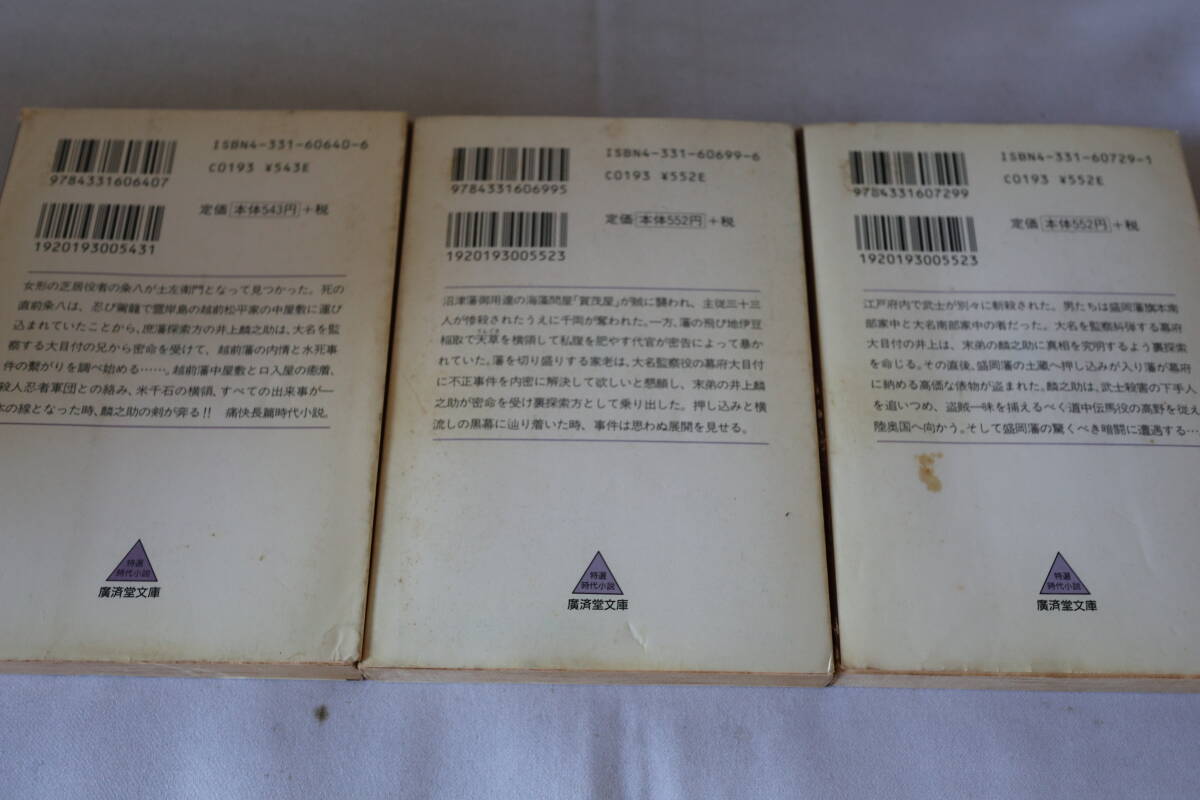 ISBN4-331-60640-6
C0193 ¥543E
9784331606407
定価 本体543円 +税
1920193005431
女形の芝居役者の粂八が土左衛門となって見つかった。死の
直前粂八は、忍び駕籠で霊岸島の越前松平家の中屋敷に運び
込まれていたことから、庶藩探索方の井上麟之助は、大名を監
察する大目付の兄から密命を受けて、越前藩の内情と水死事
件の繋がりを調べ始める……。越前藩中屋敷と口入屋の癒着、
殺人忍者軍団との絡み、米千石の横領、すべての出来事が一
本の線となった時、麟之助の剣が奔る!! 痛快長篇時代小説。
特選
時代小説
廣済堂文庫
ISBN4-331-60699-6
C0193 ¥552E
9784331606995
定価 本体552円 +税
1920193005523
沼津藩御用達の海藻問屋「賀茂屋」が賊に襲われ、主従三十三
人が惨殺されたうえに千両が奪われた。一方、藩の飛び地伊豆
てんぐさ
稲取で天草を横領して私腹を肥やす代官が密告によって暴か
れていた。藩を切り盛りする家老は、大名監察役の幕府大目付
に不正事件を内密に解決して欲しいと懇願し、末弟の井上麟
之助が密命を受け裏探索方として乗り出した。押し込みと横
流しの黒幕に辿り着いた時、事件は思わぬ展開を見せる。
特選
時代小説
廣済堂文庫
ISBN4-331-60729-1
C0193 ¥552E
9784331607299
定価 本体552円 +税
1920193005523
江戸府内で武士が別々に斬殺された。男たちは盛岡藩旗本南
部家中と大名南部家中の者だった。大名を監察糾弾する幕府
大目付の井上は、末弟の麟之助に真相を究明するよう裏探索
を命じる。その直後、盛岡藩の土蔵へ押し込みが入り藩が幕府
に納める高価な俵物が盗まれた。麟之助は、武士殺害の下手人
を追いつめ、盗賊一味を捕えるべく道中伝馬役の高野を従え
陸奥国へ向かう。そして盛岡藩の驚くべき暗闘に遭遇する…
特選
時代小説
廣済堂文庫